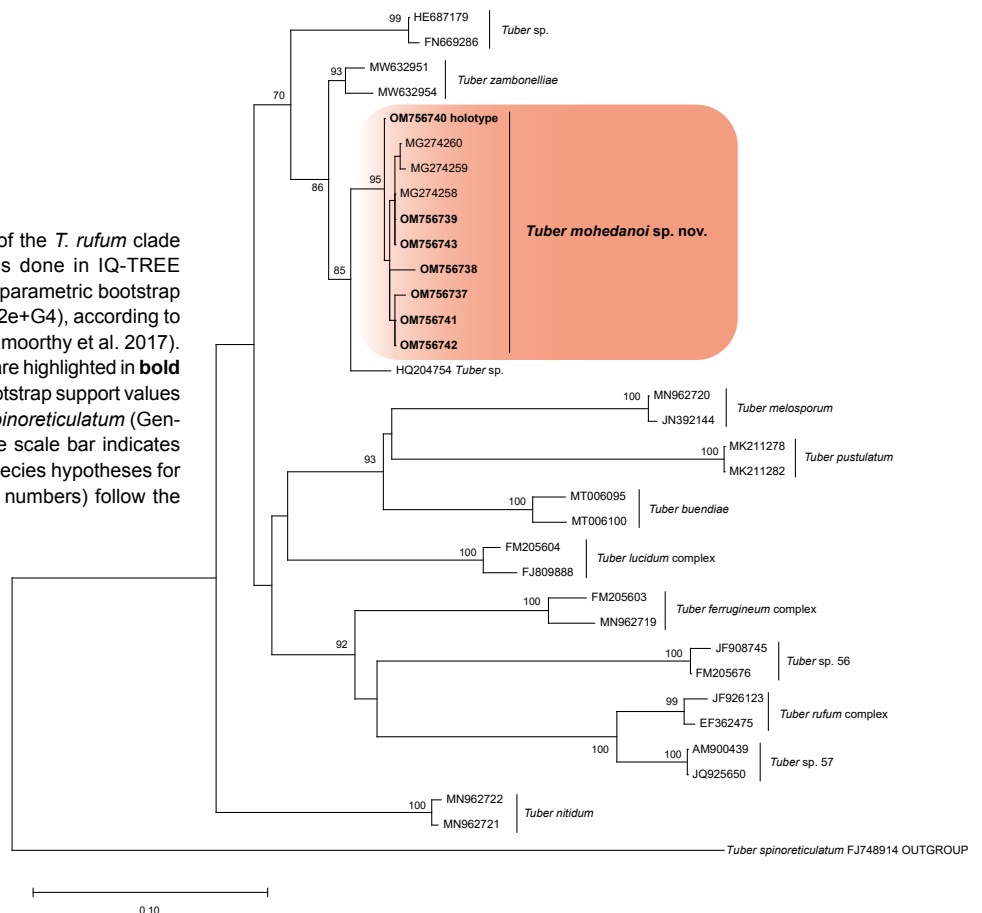 of the T. rufum clade
s done in IQ-TREE
parametric bootstrap
2e+G4), according to
moorthy et al. 2017).
are highlighted in bold
otstrap support values
pinoreticulatum (Gen-
e scale bar indicates
ecies hypotheses for
numbers) follow the
99
HE687179
FN669286
Tuber sp.
93
MW632951
MW632954
Tuber zambonelliae
70
86
OM756740 holotype
MG274260
MG274259
95
MG274258
OM756739
OM756743
OM756738
OM756737
OM756741
OM756742
Tuber mohedanoi sp. nov.
85
HQ204754 Tuber sp.
100
MN962720
JN392144
Tuber melosporum
100
MK211278
MK211282
Tuber pustulatum
93
100
MT006095
MT006100
Tuber buendiae
100
FM205604
FJ809888
Tuber lucidum complex
100
FM205603
MN962719
Tuber ferrugineum complex
92
100
JF908745
FM205676
Tuber sp. 56
99
JF926123
EF362475
Tuber rufum complex
100
100
AM900439
JQ925650
Tuber sp. 57
100
MN962722
MN962721
Tuber nitidum
Tuber spinoreticulatum FJ748914 OUTGROUP
0.10